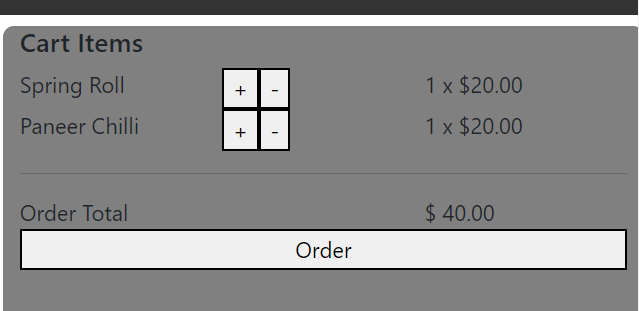 Cart Items
Spring Roll + - 1 x $20.00
Paneer Chilli + - 1 x $20.00
Order Total $ 40.00
Order